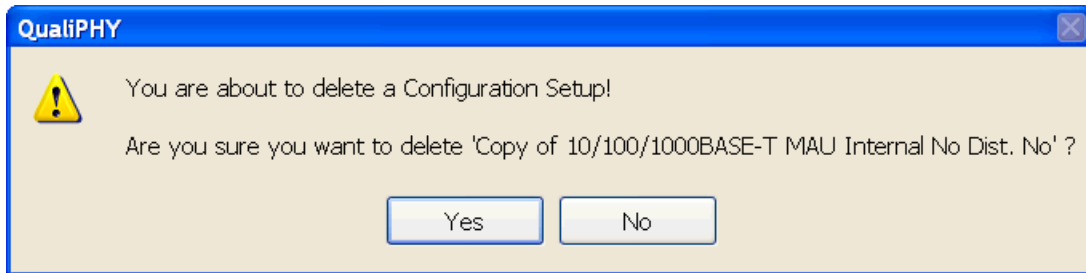 QualiPHY
You are about to delete a Configuration Setup!
Are you sure you want to delete 'Copy of 10/100/1000BASE-T MAU Internal No Dist. No' ?
Yes No